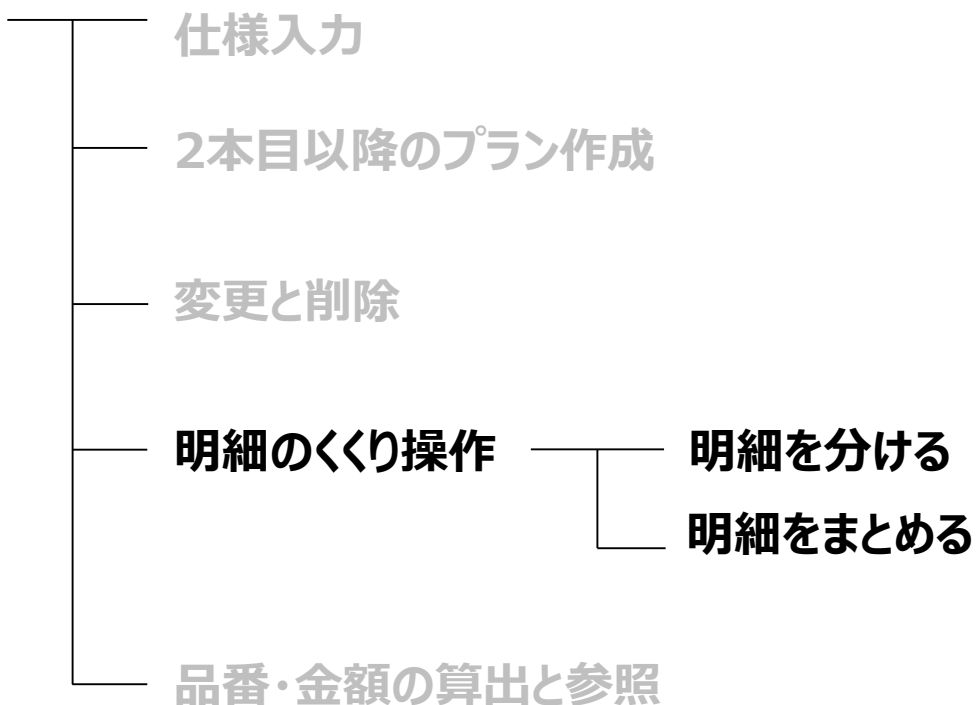 仕様入力
2本目以降のプラン作成
変更と削除
明細のくくり操作
明細を分ける
明細をまとめる
品番・金額の算出と参照